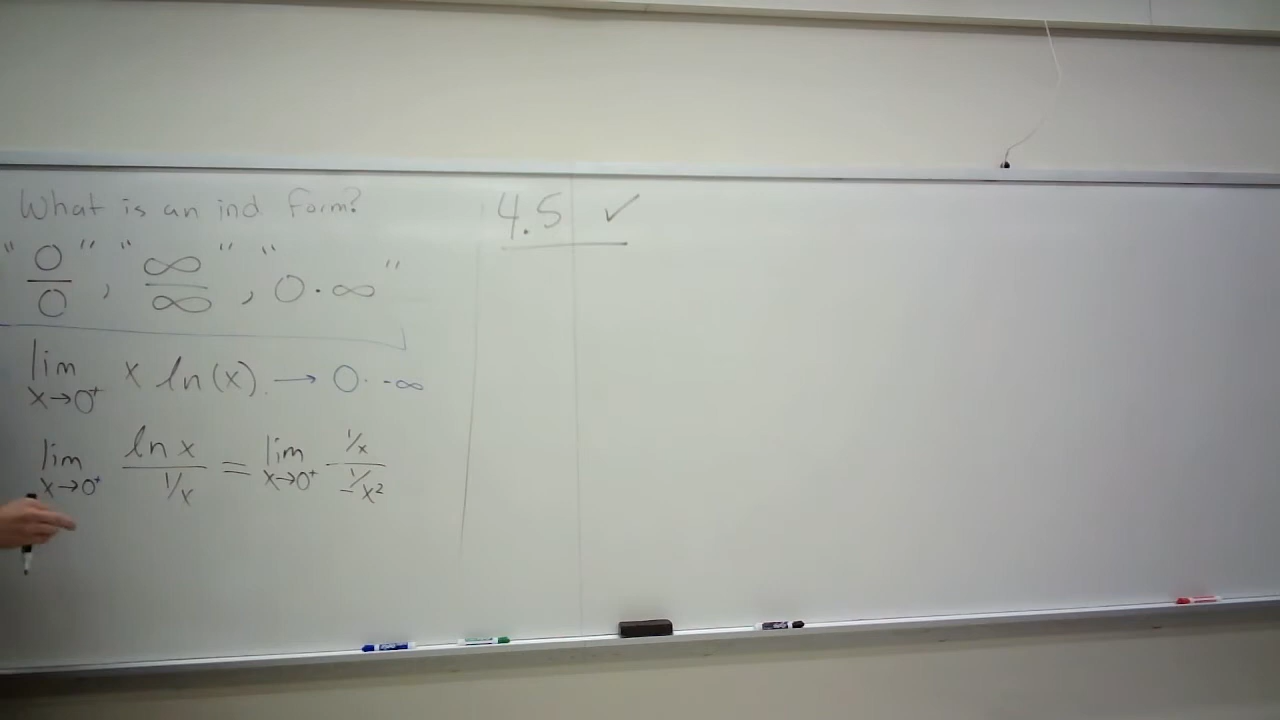 What is an ind. form?
" 0/0 ", " ∞/∞ ", " 0·∞ "
lim x→0⁺ x ln(x) → 0·-∞
lim x→0⁺ ln x / (1/x) = lim x→0⁺ (1/x) / (-1/x²)
4.5 ✓